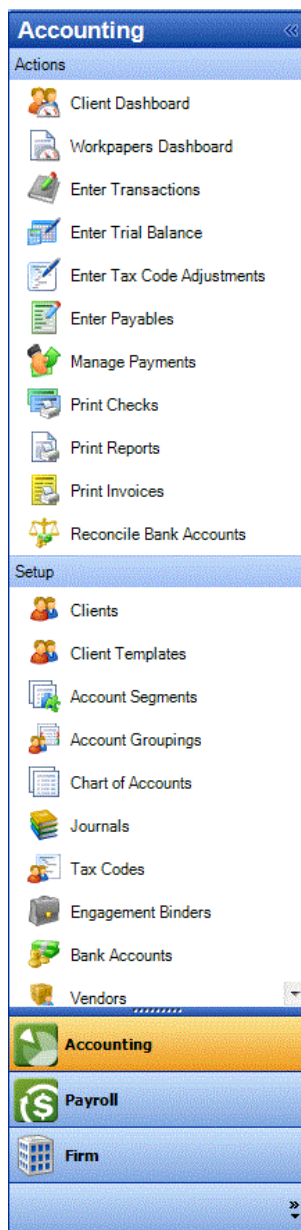 Accounting
Actions
Client Dashboard
Workpapers Dashboard
Enter Transactions
Enter Trial Balance
Enter Tax Code Adjustments
Enter Payables
Manage Payments
Print Checks
Print Reports
Print Invoices
Reconcile Bank Accounts
Setup
Clients
Client Templates
Account Segments
Account Groupings
Chart of Accounts
Journals
Tax Codes
Engagement Binders
Bank Accounts
Vendors
Accounting
Payroll
Firm